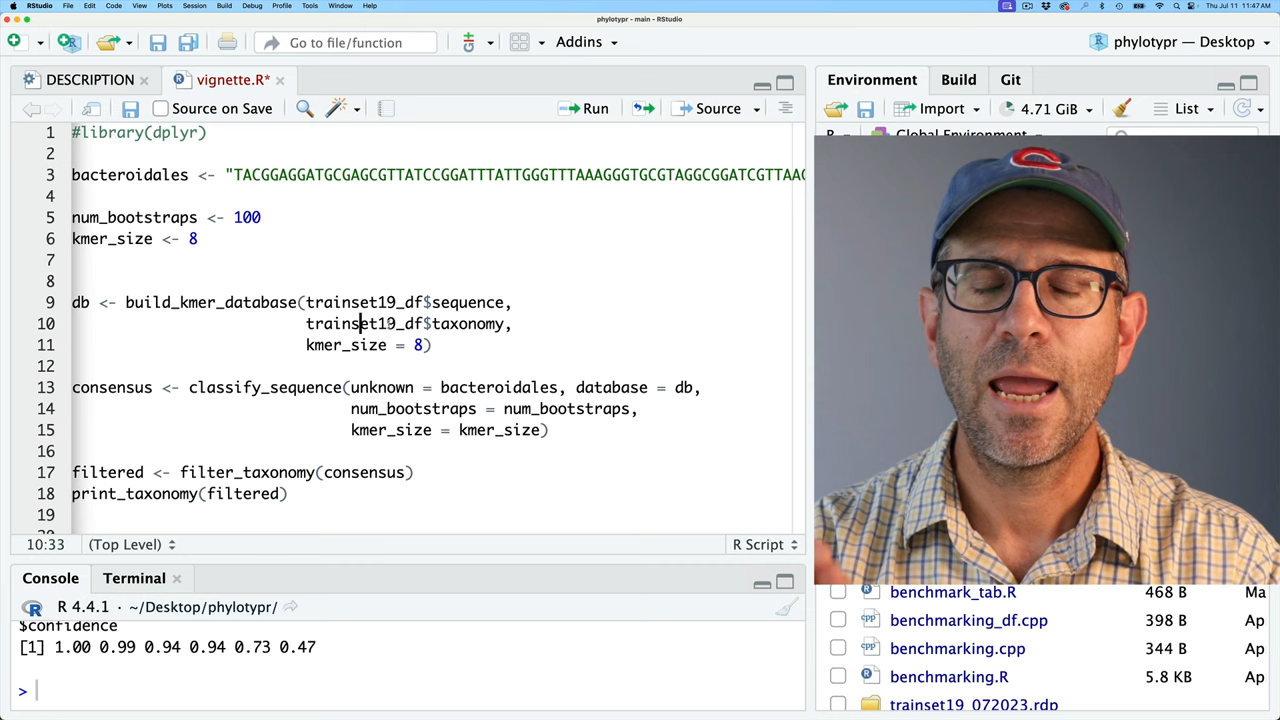 RStudio File Edit Code View Plots Session Build Debug Profile Tools Window Help Thu Jul 11 11:47 AM
phylotypr - main - RStudio
Go to file/function Addins phylotypr — Desktop
DESCRIPTION vignette.R* Environment Build Git
Source on Save Run Source Import 4.71 GiB List
Global Environment
1 #library(dplyr)
2
3 bacteroidales <- "TACGGAGGATGCGAGCGTTATCCGGATTTATTGGGTTTAAAGGGTGCGTAGGCGGATCGTTAAG
4
5 num_bootstraps <- 100
6 kmer_size <- 8
7
8
9 db <- build_kmer_database(trainset19_df$sequence,
10 trainset19_df$taxonomy,
11 kmer_size = 8)
12
13 consensus <- classify_sequence(unknown = bacteroidales, database = db,
14 num_bootstraps = num_bootstraps,
15 kmer_size = kmer_size)
16
17 filtered <- filter_taxonomy(consensus)
18 print_taxonomy(filtered)
19
10:33 (Top Level) R Script
Console Terminal
R 4.4.1 · ~/Desktop/phylotypr/
$confidence
[1] 1.00 0.99 0.94 0.94 0.73 0.47
>
benchmark_tab.R 468 B Ma
benchmarking_df.cpp 398 B Ap
benchmarking.cpp 344 B Ap
benchmarking.R 5.8 KB Ap
trainset19_072023.rdp